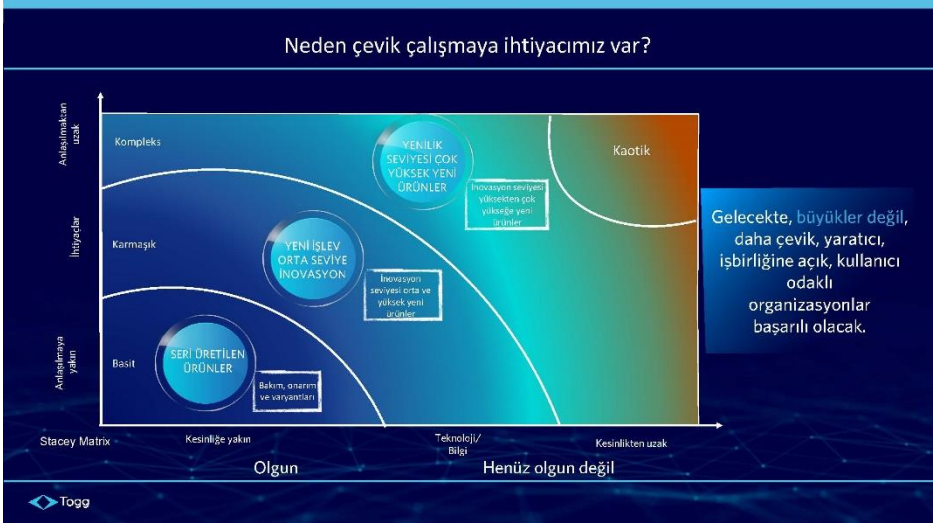 Neden çevik çalışmaya ihtiyacımız var?
Anlaşılmaktan
uzak
İhtiyaçlar
Anlaşılmaya
yakın
Kompleks
Karmaşık
Basit
Kaotik
YENİLİK
SEVİYESİ ÇOK
YÜKSEK YENİ
ÜRÜNLER
İnovasyon seviyesi
yüksekten çok
yükseğe yeni
ürünler
YENİ İŞLEV
ORTA SEVİYE
İNOVASYON
İnovasyon
seviyesi orta ve
yüksek yeni
ürünler
SERİ ÜRETİLEN
ÜRÜNLER
Bakım, onarım
ve varyantları
Gelecekte, büyükler değil,
daha çevik, yaratıcı,
işbirliğine açık, kullanıcı
odaklı
organizasyonlar
başarılı olacak.
Stacey Matrix
Kesinliğe yakın
Teknoloji/
Bilgi
Kesinlikten uzak
Olgun
Henüz olgun değil
Togg